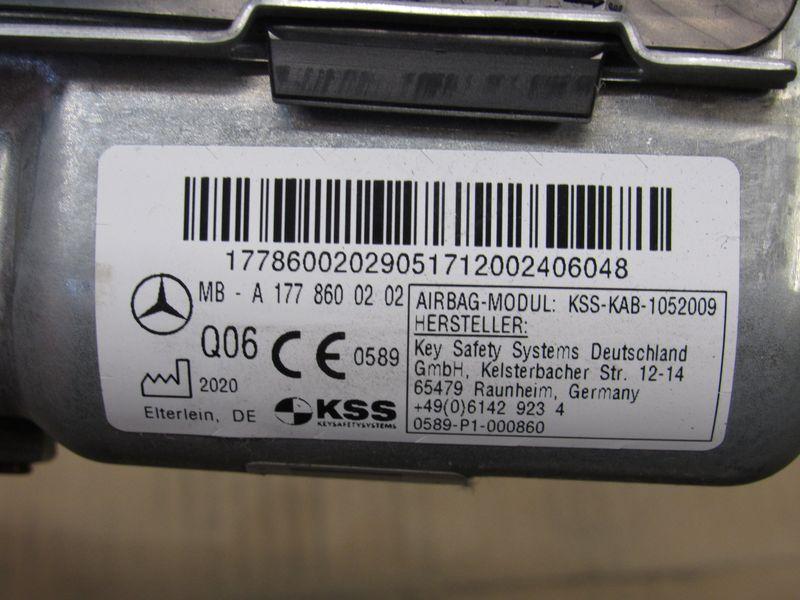 17786002029051712002406048
MB - A 177 860 02 02
Q06
CE 0589
2020
Elterlein, DE
KSS
KEYSAFETYSYSTEMS
AIRBAG-MODUL: KSS-KAB-1052009
HERSTELLER:
Key Safety Systems Deutschland
GmbH, Kelsterbacher Str. 12-14
65479 Raunheim, Germany
+49(0)6142 923 4
0589-P1-000860